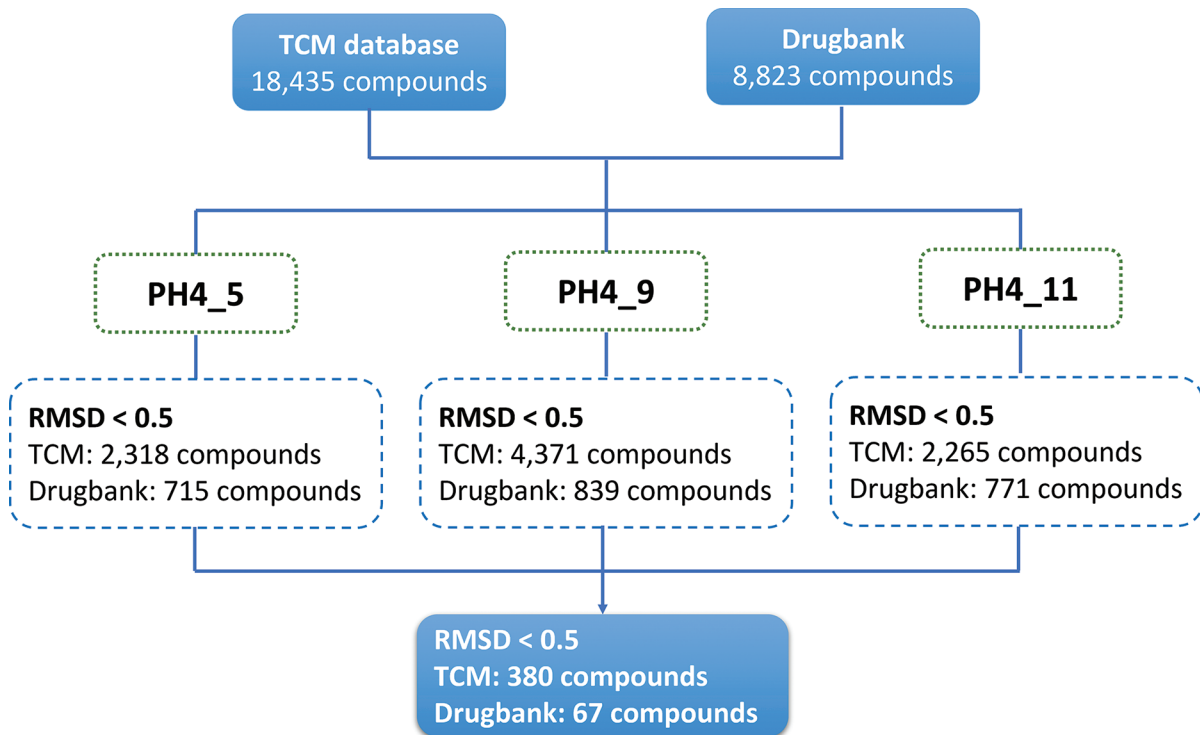 TCM database
18,435 compounds
Drugbank
8,823 compounds
PH4_5
PH4_9
PH4_11
RMSD < 0.5
TCM: 2,318 compounds
Drugbank: 715 compounds
RMSD < 0.5
TCM: 4,371 compounds
Drugbank: 839 compounds
RMSD < 0.5
TCM: 2,265 compounds
Drugbank: 771 compounds
RMSD < 0.5
TCM: 380 compounds
Drugbank: 67 compounds